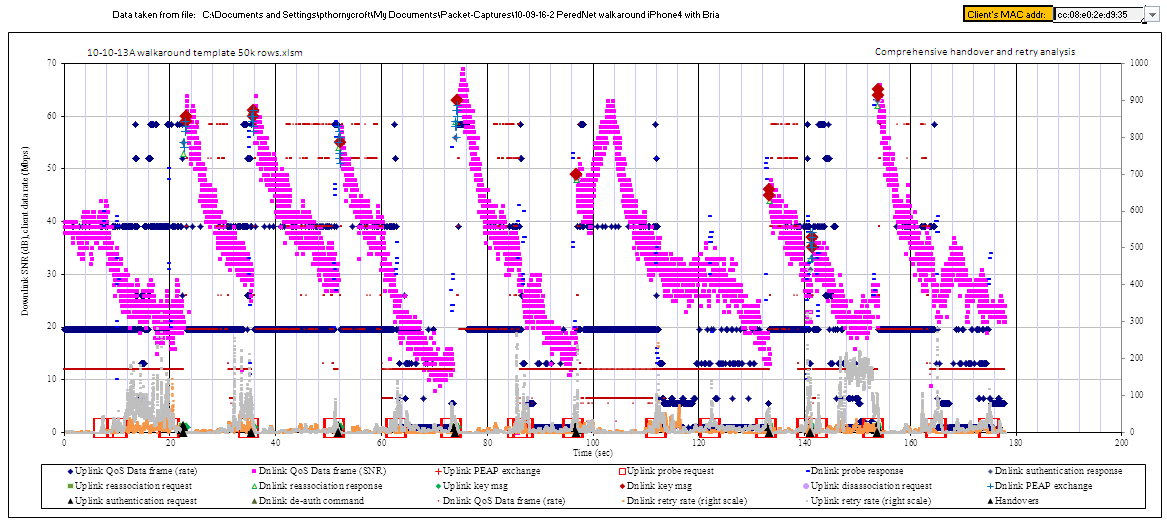 Data taken from file: C:\Documents and Settings\pthornycroft\My Documents\Packet-Captures\10-09-16-2 PeredNet walkaround iPhone4 with Bria
Client's MAC addr: cc:08:e0:2e:d9:35
10-10-13A walkaround template 50k rows.xlsm
Comprehensive handover and retry analysis
70 1000
60 900
800
50 700
40 600
500
30 400
20 300
200
10 100
0 0
Downlink SNR (dB), client data rate (Mbps)
0 20 40 60 80 100 120 140 160 180 200
Time (sec)
Uplink QoS Data frame (rate) Dnlink QoS Data frame (SNR) Uplink PEAP exchange Uplink probe request Dnlink probe response Dnlink authentication response
Uplink reassociation request Dnlink reassociation response Uplink key msg Dnlink key msg Uplink disassociation request Dnlink PEAP exchange
Uplink authentication request Dnlink de-auth command Dnlink QoS Data frame (rate) Dnlink retry rate (right scale) Uplink retry rate (right scale) Handovers